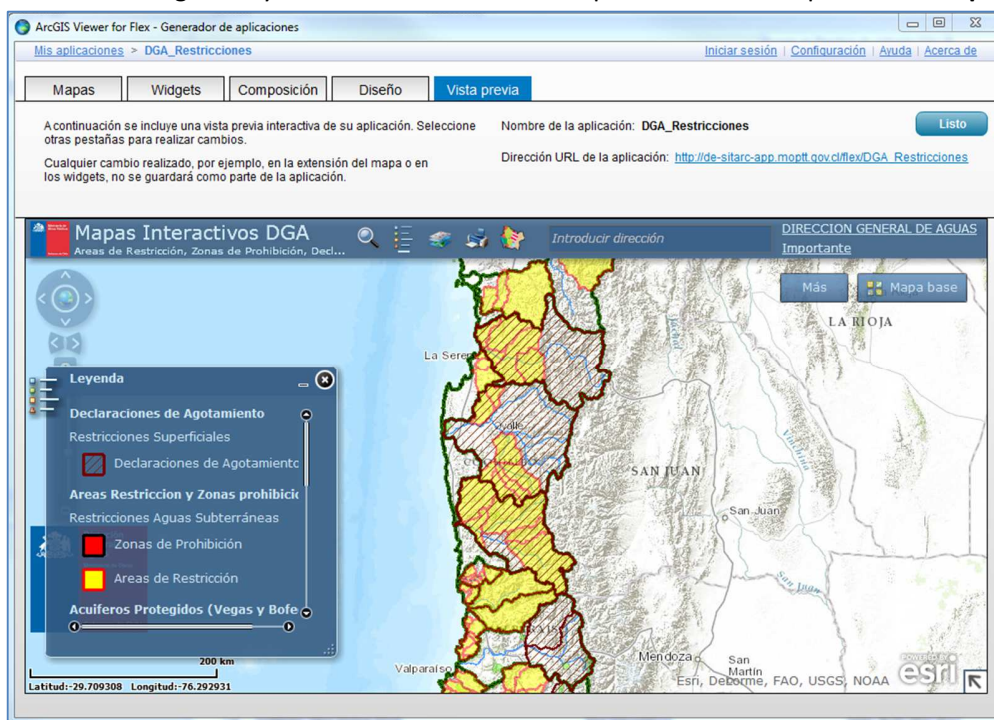 ArcGIS Viewer for Flex - Generador de aplicaciones
Mis aplicaciones > DGA_Restricciones
Iniciar sesión | Configuración | Ayuda | Acerca de
Mapas
Widgets
Composición
Diseño
Vista previa
A continuación se incluye una vista previa interactiva de su aplicación. Seleccione
otras pestañas para realizar cambios.
Cualquier cambio realizado, por ejemplo, en la extensión del mapa o en
los widgets, no se guardará como parte de la aplicación.
Nombre de la aplicación: DGA_Restricciones
Listo
Dirección URL de la aplicación: http://de-sitarc-app.moptt.gov.cl/flex/DGA_Restricciones
Mapas Interactivos DGA
Areas de Restricción, Zonas de Prohibición, Decl...
Introducir dirección
DIRECCION GENERAL DE AGUAS
Importante
Más
Mapa base
LA RIOJA
La Seren
Ovalle
SAN JUAN
San Juan
San Juan
Vinchina
Leyenda
Declaraciones de Agotamiento
Restricciones Superficiales
Declaraciones de Agotamiento
Areas Restriccion y Zonas prohibici
Restricciones Aguas Subterráneas
Zonas de Prohibición
Areas de Restricción
Acuiferos Protegidos (Vegas y Bofe
200 km
Valparaíso
Mendoza
San
Martín
Latitud:-29.709308 Longitud:-76.292931
Esri, DeLorme, FAO, USGS, NOAA
POWERED BY
esri